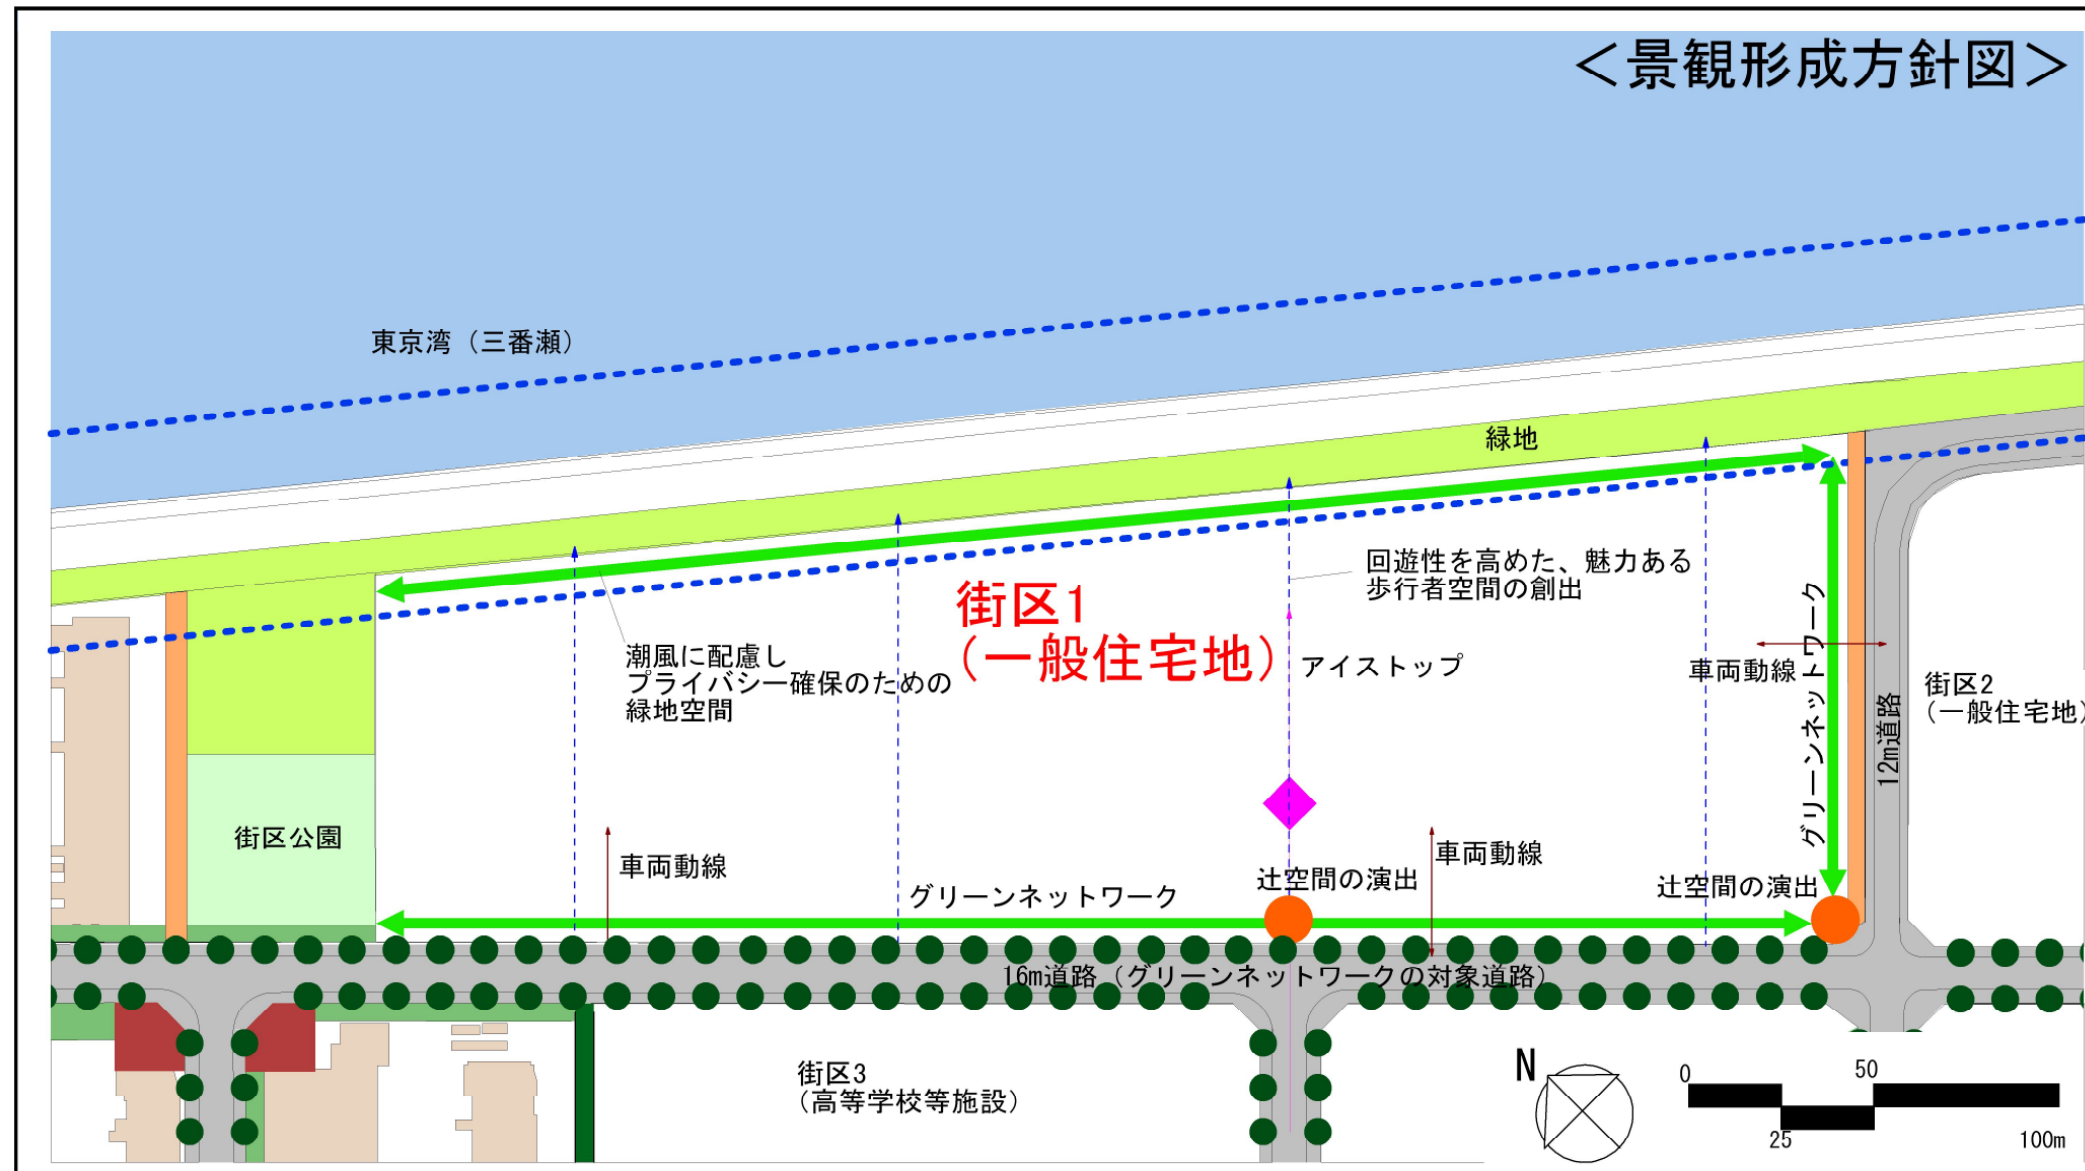 ＜景観形成方針図＞
東京湾（三番瀬）
緑地
回遊性を高めた、魅力ある
歩行者空間の創出
街区1
（一般住宅地）
アイストップ
潮風に配慮し
プライバシー確保のための
緑地空間
車両動線
グリーンネットワーク
12m道路
街区2
（一般住宅地）
街区公園
車両動線
車両動線
グリーンネットワーク
辻空間の演出
辻空間の演出
16m道路（グリーンネットワークの対象道路）
街区3
（高等学校等施設）
N
0
50
25
100m